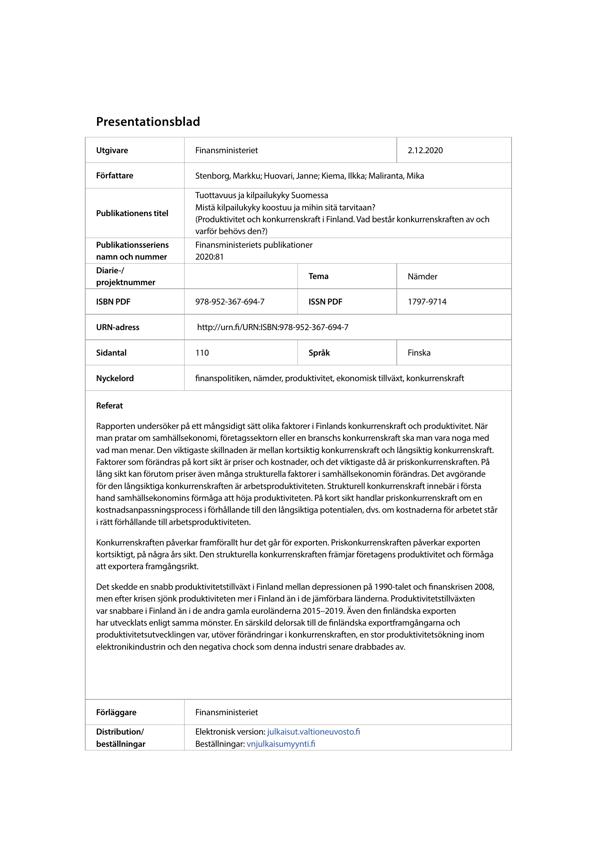 Presentationsblad
Utgivare Finansministeriet 2.12.2020
Författare Stenborg, Markku; Huovari, Janne; Kiema, Ilkka; Maliranta, Mika
Publikationens titel Tuottavuus ja kilpailukyky Suomessa
Mistä kilpailukyky koostuu ja mihin sitä tarvitaan?
(Produktivitet och konkurrenskraft i Finland. Vad består konkurrenskraften av och
varför behövs den?)
Publikationsseriens Finansministeriets publikationer
namn och nummer 2020:81
Diarie-/
projektnummer Tema Nämder
ISBN PDF 978-952-367-694-7 ISSN PDF 1797-9714
URN-adress http://urn.fi/URN:ISBN:978-952-367-694-7
Sidantal 110 Språk Finska
Nyckelord finanspolitiken, nämder, produktivitet, ekonomisk tillväxt, konkurrenskraft
Referat
Rapporten undersöker på ett mångsidigt sätt olika faktorer i Finlands konkurrenskraft och produktivitet. När
man pratar om samhällsekonomi, företagssektorn eller en branschs konkurrenskraft ska man vara noga med
vad man menar. Den viktigaste skillnaden är mellan kortsiktig konkurrenskraft och långsiktig konkurrenskraft.
Faktorer som förändras på kort sikt är priser och kostnader, och det viktigaste då är priskonkurrenskraften. På
lång sikt kan förutom priser även många strukturella faktorer i samhällsekonomin förändras. Det avgörande
för den långsiktiga konkurrenskraften är arbetsproduktiviteten. Strukturell konkurrenskraft innebär i första
hand samhällsekonomins förmåga att höja produktiviteten. På kort sikt handlar priskonkurrenskraft om en
kostnadsanpassningsprocess i förhållande till den långsiktiga potentialen, dvs. om kostnaderna för arbetet står
i rätt förhållande till arbetsproduktiviteten.
Konkurrenskraften påverkar framförallt hur det går för exporten. Priskonkurrenskraften påverkar exporten
kortsiktigt, på några års sikt. Den strukturella konkurrenskraften främjar företagens produktivitet och förmåga
att exportera framgångsrikt.
Det skedde en snabb produktivitetstillväxt i Finland mellan depressionen på 1990-talet och finanskrisen 2008,
men efter krisen sjönk produktiviteten mer i Finland än i de jämförbara länderna. Produktivitetstillväxten
var snabbare i Finland än i de andra gamla euroländerna 2015–2019. Även den finländska exporten
har utvecklats enligt samma mönster. En särskild delorsak till de finländska exportframgångarna och
produktivitetsutvecklingen var, utöver förändringar i konkurrenskraften, en stor produktivitetsökning inom
elektronikindustrin och den negativa chock som denna industri senare drabbades av.
Förläggare Finansministeriet
Distribution/ Elektronisk version: julkaisut.valtioneuvosto.fi
beställningar Beställningar: vnjulkaisumyynti.fi